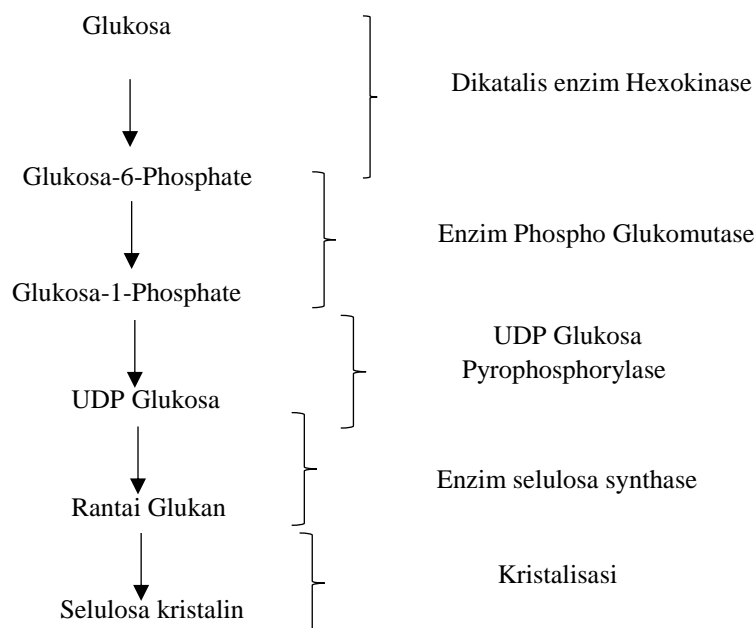 Glukosa
Dikatalis enzim Hexokinase
Glukosa-6-Phosphate
Enzim Phospho Glukomutase
Glukosa-1-Phosphate
UDP Glukosa
Pyrophosphorylase
UDP Glukosa
Enzim selulosa synthase
Rantai Glukan
Kristalisasi
Selulosa kristalin